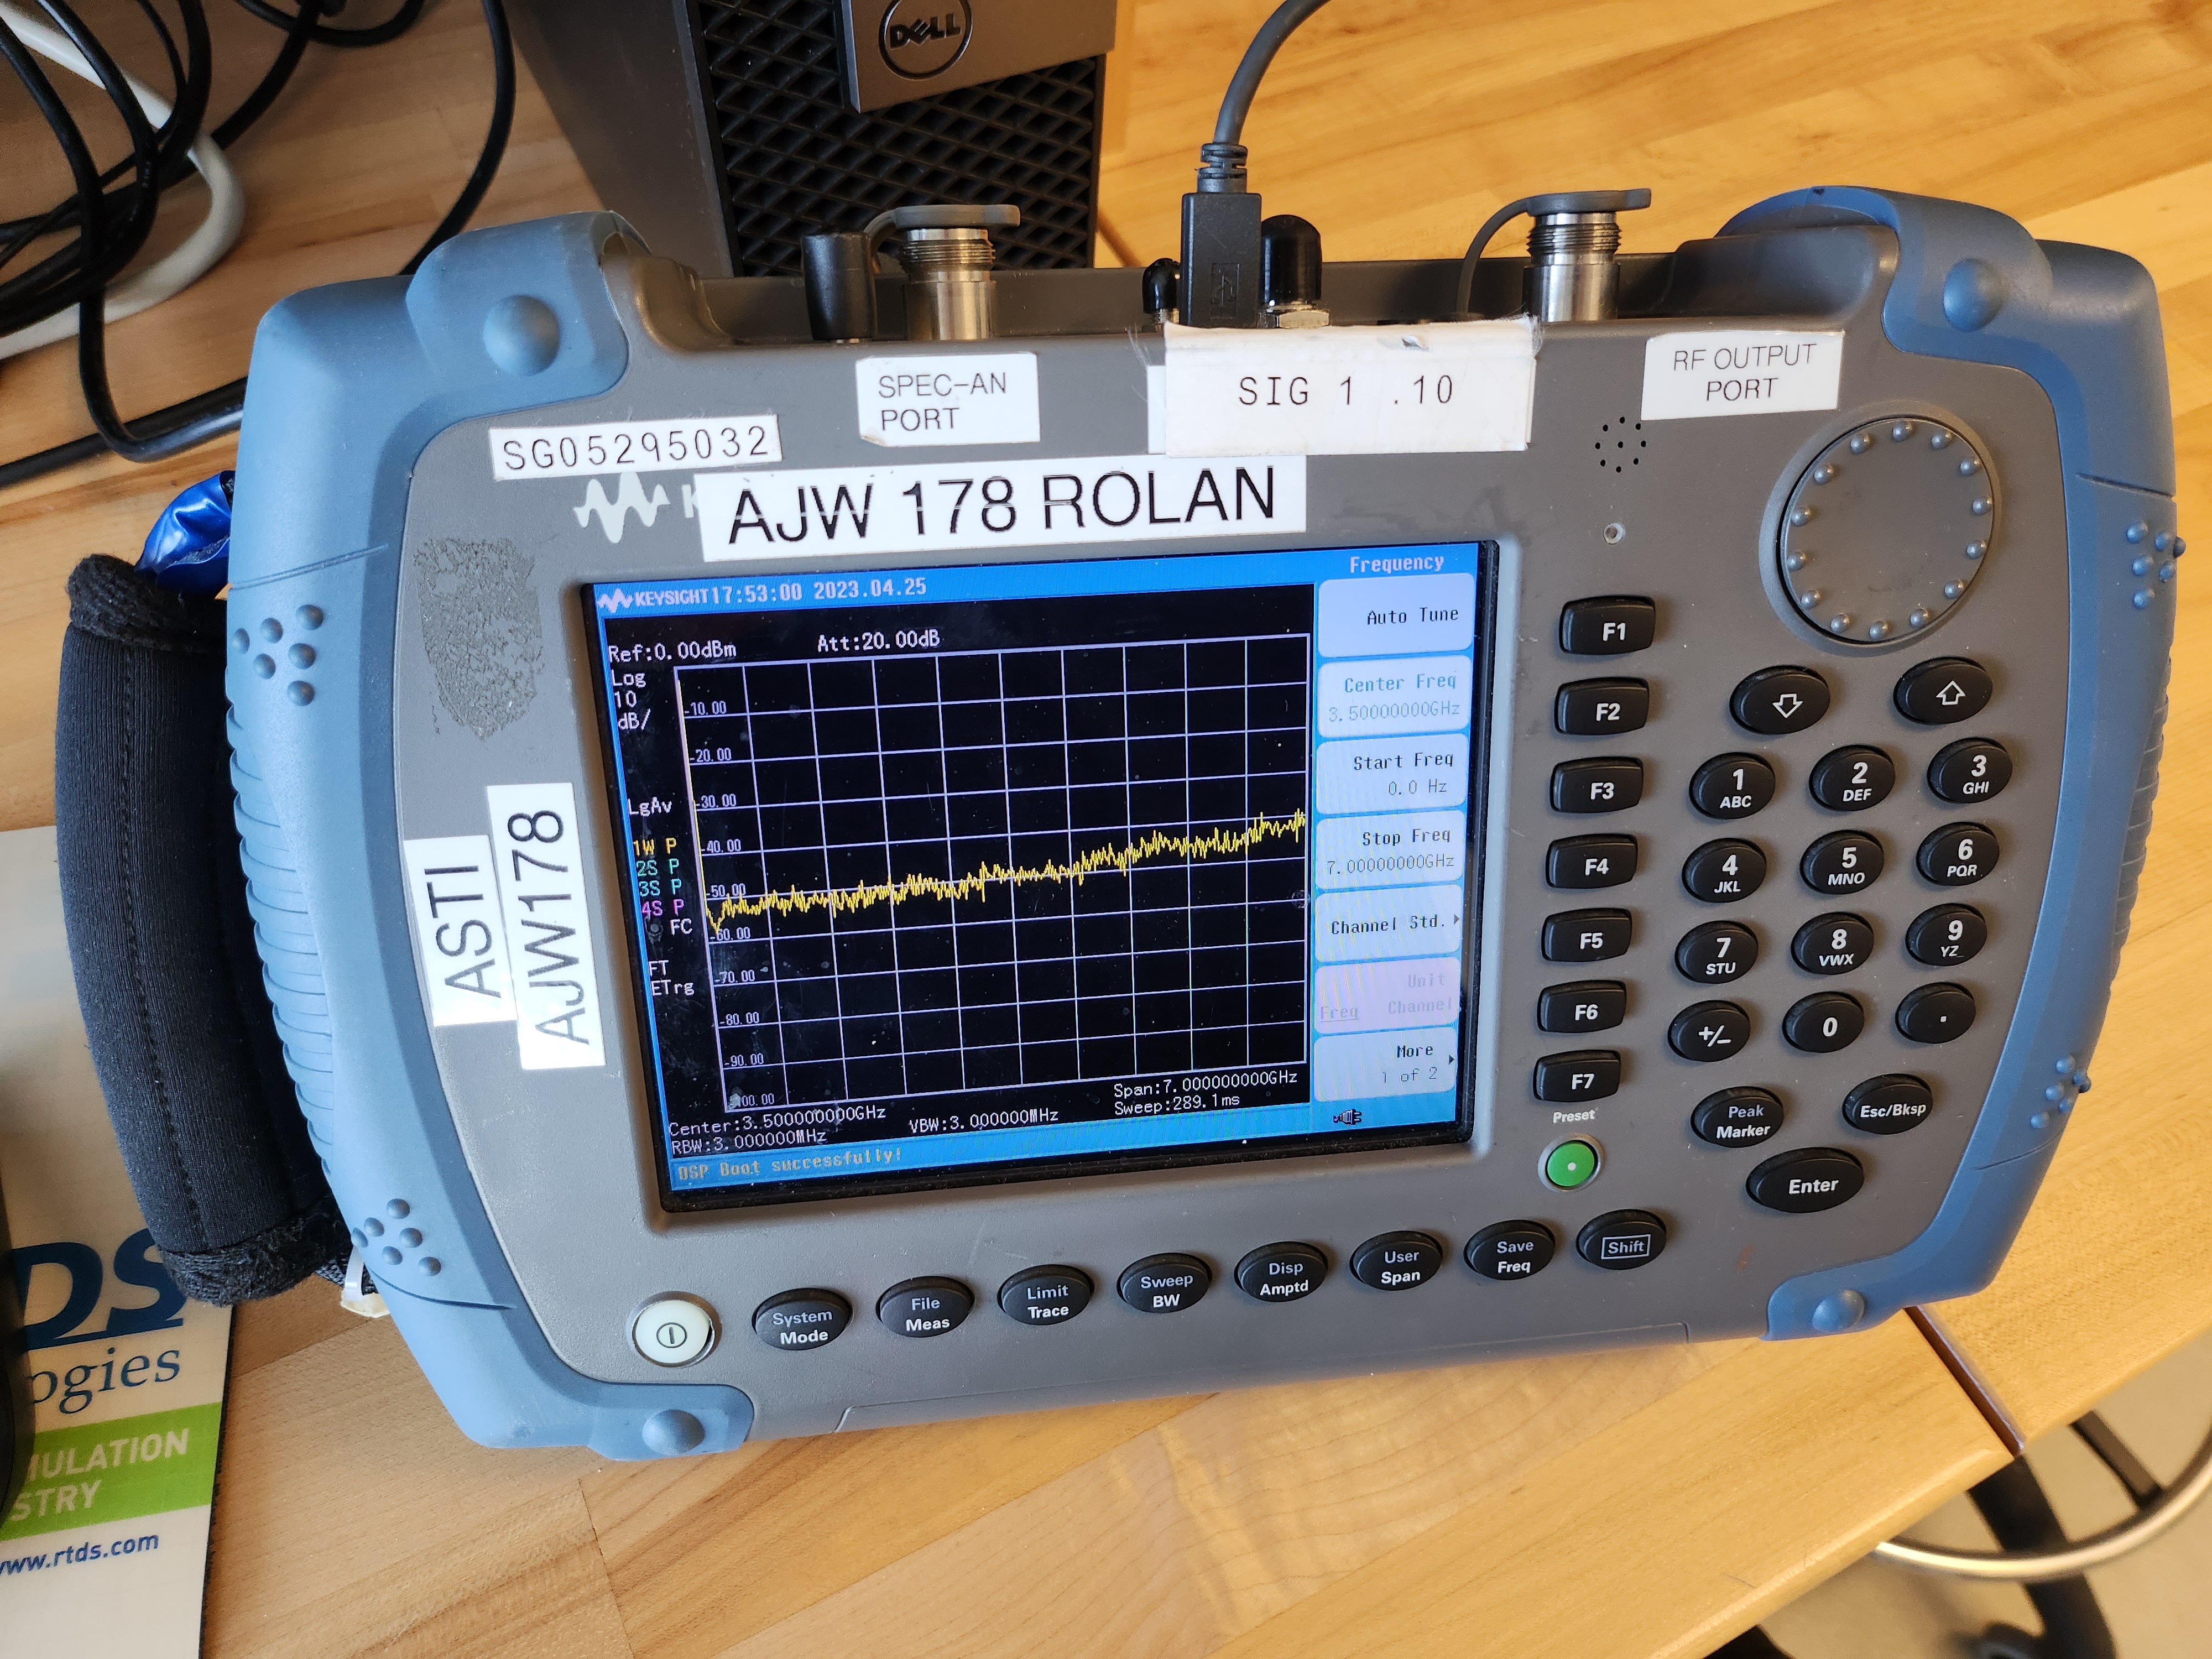 DELL
SPEC-AN
PORT
SIG 1 .10
RF OUTPUT
PORT
SG05295032
K
AJW 178 ROLAN
ASTI
AJW178
KEYSIGHT 17:53:00 2023.04.25
Frequency
Ref:0.00dBm
Att:20.00dB
Log
10
dB/
LgAv
1W P
2S P
3S P
4S P
FC
FT
ETrg
-10.00
-20.00
-30.00
-40.00
-50.00
-60.00
-70.00
-80.00
-90.00
-100.00
Center:3.500000000GHz
RBW:3.000000MHz
VBW:3.000000MHz
Span:7.000000000GHz
Sweep:289.1ms
DSP Boot successfully!
Auto Tune
Center Freq
3.50000000GHz
Start Freq
0.0 Hz
Stop Freq
7.00000000GHz
Channel Std.
Unit
Freq Channel
More
1 of 2
F1
F2
F3
F4
F5
F6
F7
Preset
1
ABC
2
DEF
3
GHI
4
JKL
5
MNO
6
PQR
7
STU
8
VWX
9
YZ_
+/-
0
.
Peak
Marker
Esc/Bksp
Enter
System
Mode
File
Meas
Limit
Trace
Sweep
BW
Disp
Amptd
User
Span
Save
Freq
Shift
DS
ogies
MULATION
STRY
www.rtds.com